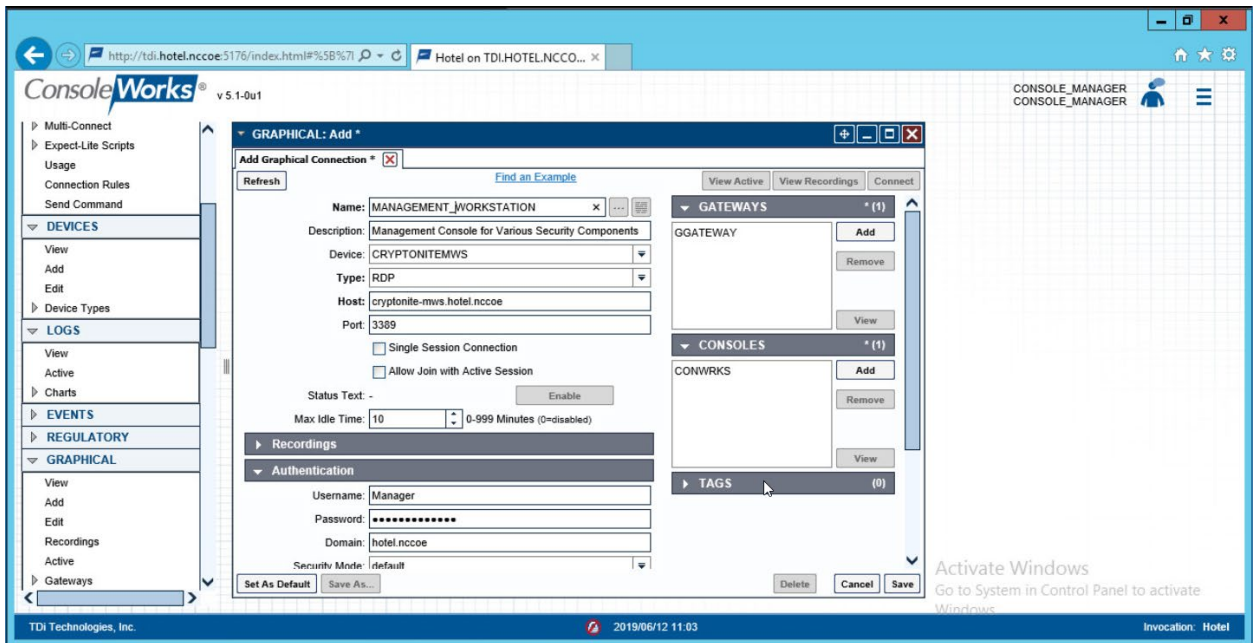 http://tdi.hotel.nccoe:5176/index.html#%5B%7I
Hotel on TDI.HOTEL.NCCO... ×
ConsoleWorks® v 5.1-0u1
CONSOLE_MANAGER
CONSOLE_MANAGER
Multi-Connect
Expect-Lite Scripts
Usage
Connection Rules
Send Command
DEVICES
View
Add
Edit
Device Types
LOGS
View
Active
Charts
EVENTS
REGULATORY
GRAPHICAL
View
Add
Edit
Recordings
Active
Gateways
GRAPHICAL: Add *
Add Graphical Connection *
Refresh
Find an Example
View Active
View Recordings
Connect
Name: MANAGEMENT_WORKSTATION × ...
Description: Management Console for Various Security Components
Device: CRYPTONITEMWS
Type: RDP
Host: cryptonite-mws.hotel.nccoe
Port: 3389
Single Session Connection
Allow Join with Active Session
Status Text: - Enable
Max Idle Time: 10 0-999 Minutes (0=disabled)
Recordings
Authentication
Username: Manager
Password: •••••••••••••
Domain: hotel.nccoe
Security Mode: default
GATEWAYS * (1)
GGATEWAY
Add
Remove
View
CONSOLES * (1)
CONWRKS
Add
Remove
View
TAGS (0)
Set As Default
Save As...
Delete
Cancel
Save
Activate Windows
Go to System in Control Panel to activate
Windows.
TDi Technologies, Inc.
2019/06/12 11:03
Invocation: Hotel